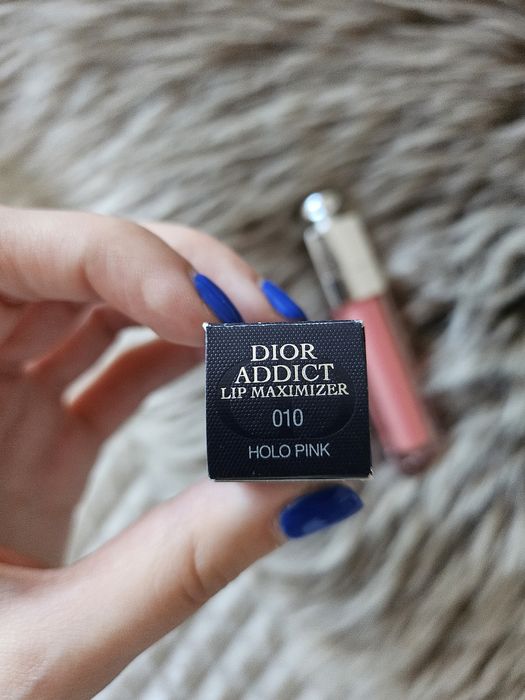 DIOR
ADDICT
LIP MAXIMIZER
010
HOLO PINK